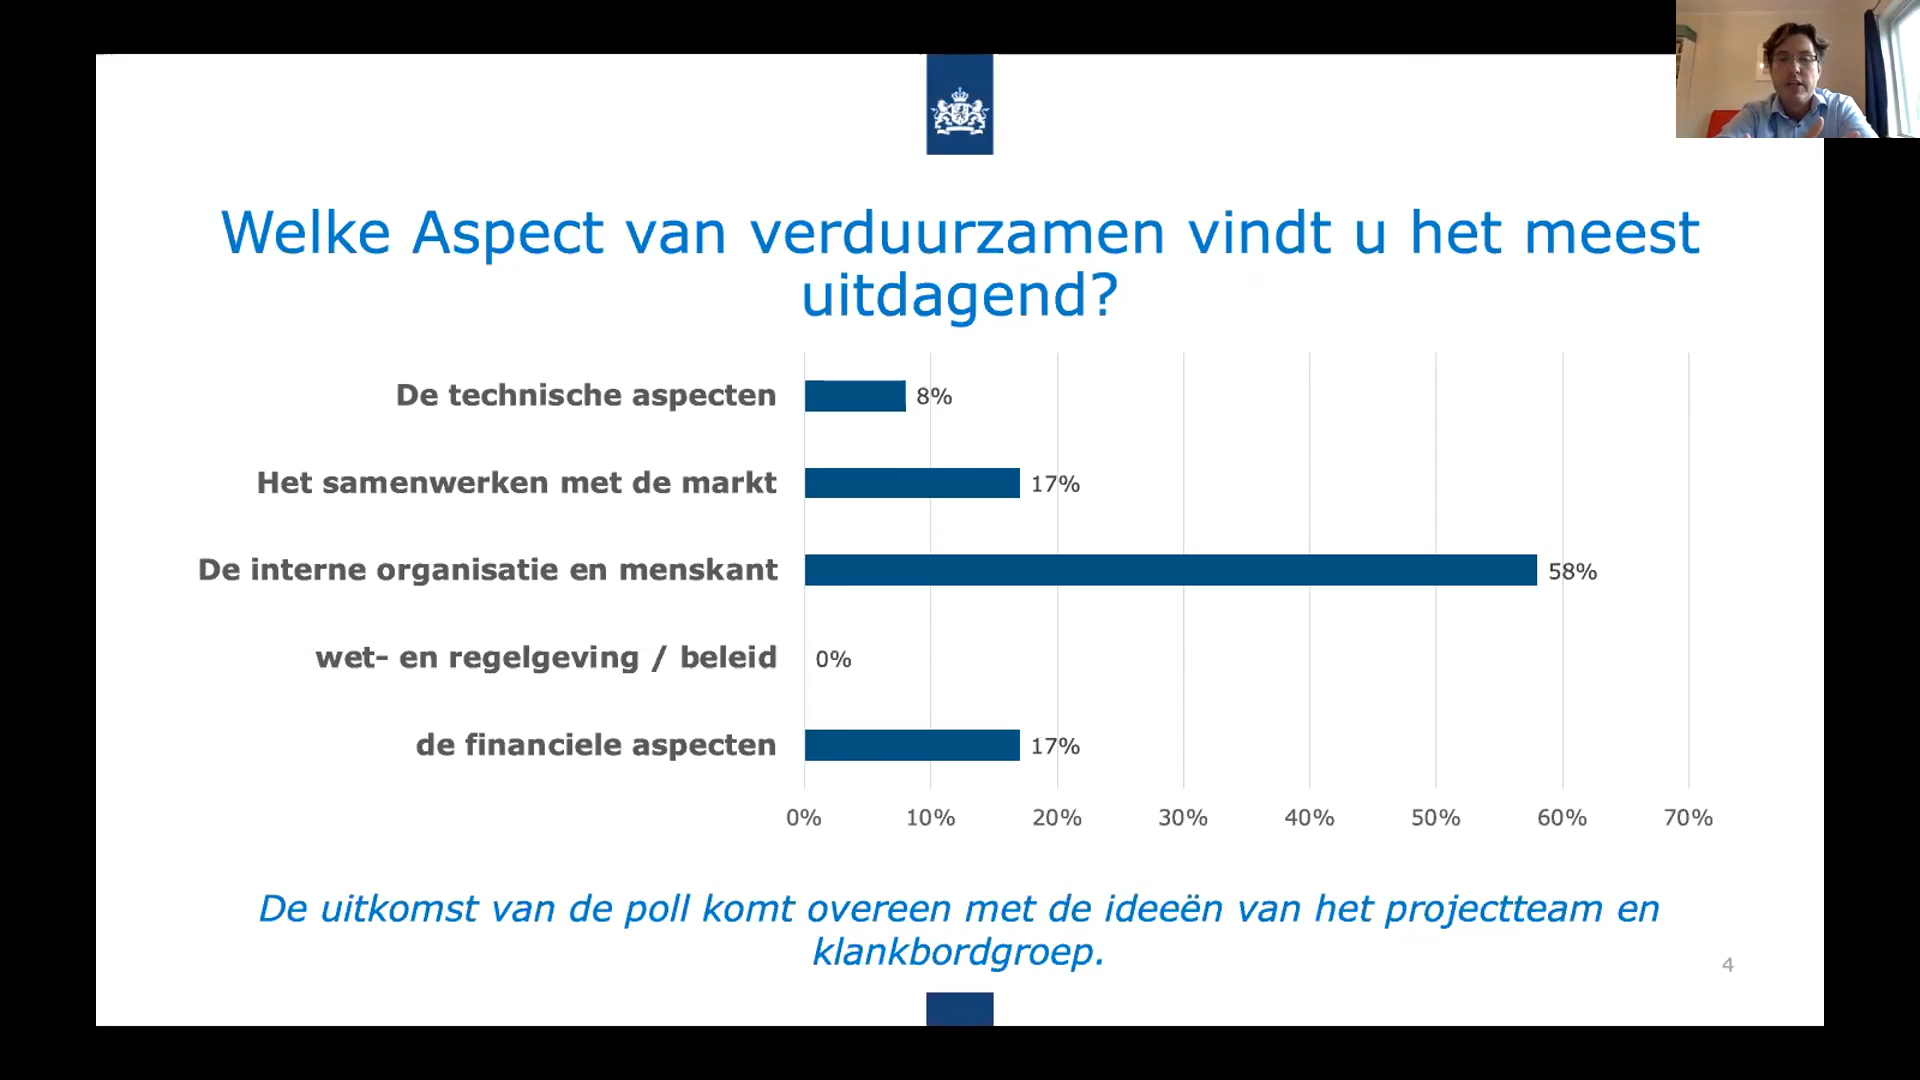 Welke Aspect van verduurzamen vindt u het meest
uitdagend?
De technische aspecten
8%
Het samenwerken met de markt
17%
De interne organisatie en menskant
58%
wet- en regelgeving / beleid
0%
de financiele aspecten
17%
0% 10% 20% 30% 40% 50% 60% 70%
De uitkomst van de poll komt overeen met de ideeën van het projectteam en
klankbordgroep.
4